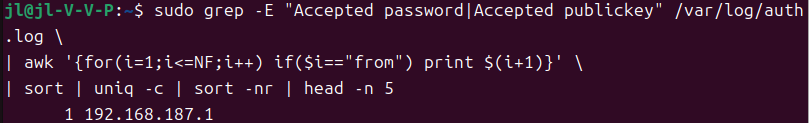 jl@jl-V-V-P:~$ sudo grep -E "Accepted password|Accepted publickey" /var/log/auth
.log \
| awk '{for(i=1;i<=NF;i++) if($i=="from") print $(i+1)}' \
| sort | uniq -c | sort -nr | head -n 5
      1 192.168.187.1